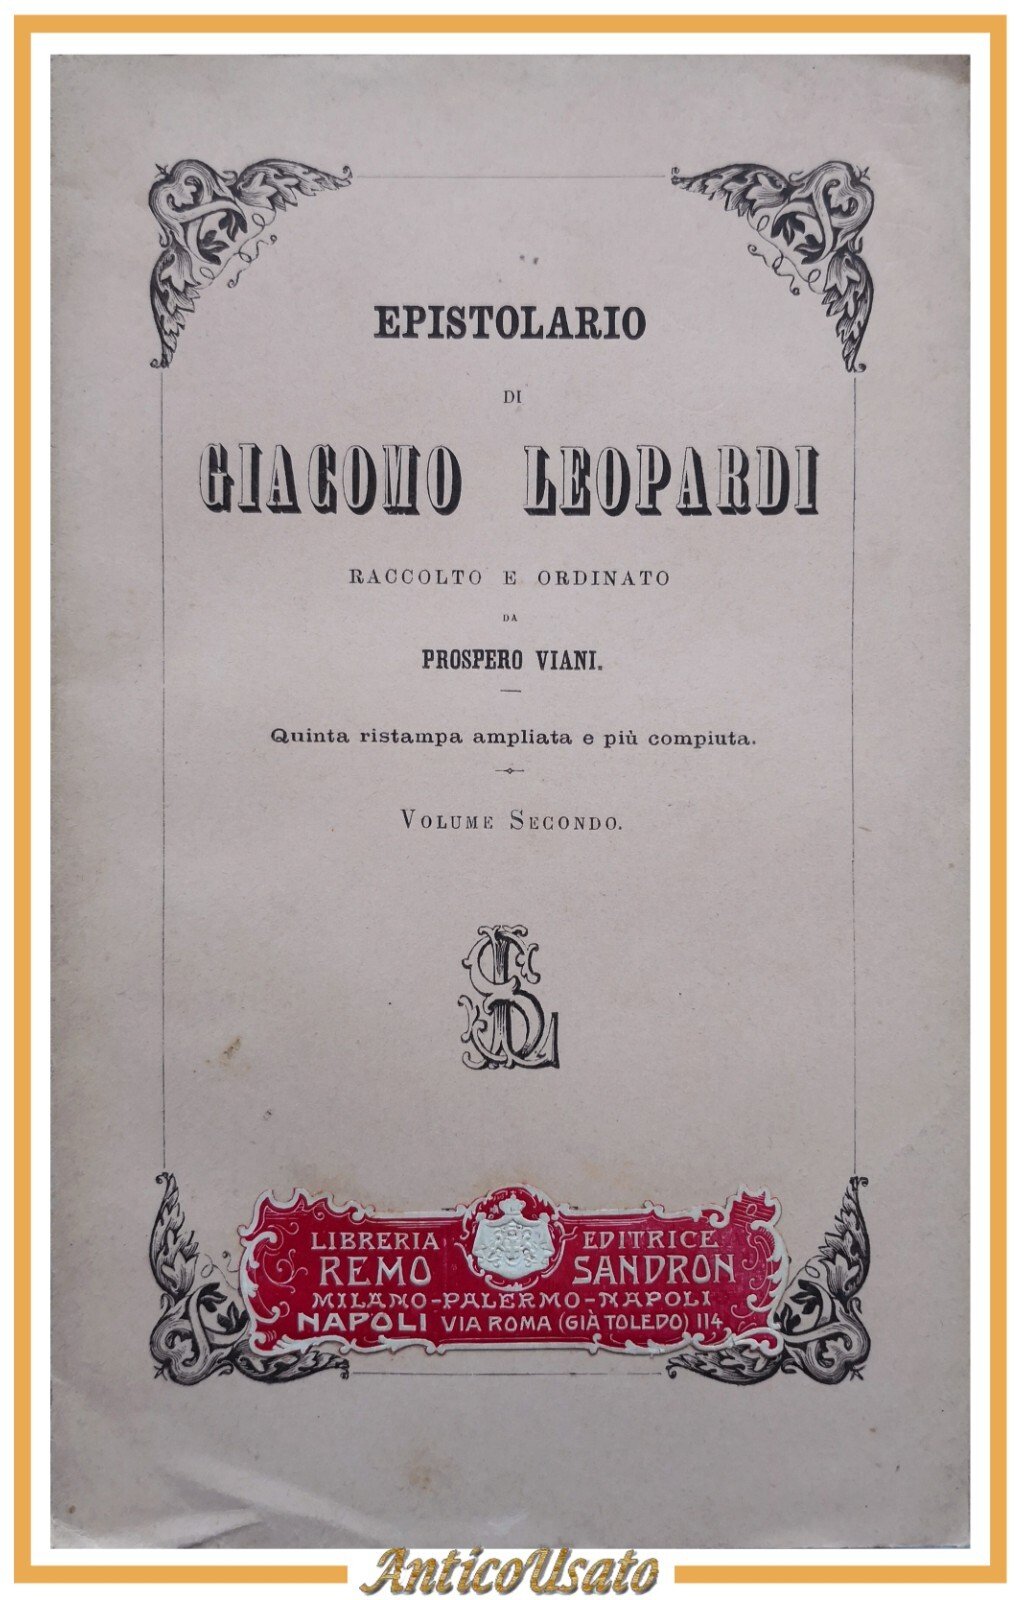 EPISTOLARIO
DI
GIACOMO LEOPARDI
RACCOLTO E ORDINATO
DA
PROSPERO VIANI.
Quinta ristampa ampliata e più compiuta.
VOLUME SECONDO.
LIBRERIA EDITRICE
REMO SANDRON
MILANO-PALERMO-NAPOLI
NAPOLI VIA ROMA (GIÀ TOLEDO) 114
AnticoUsato